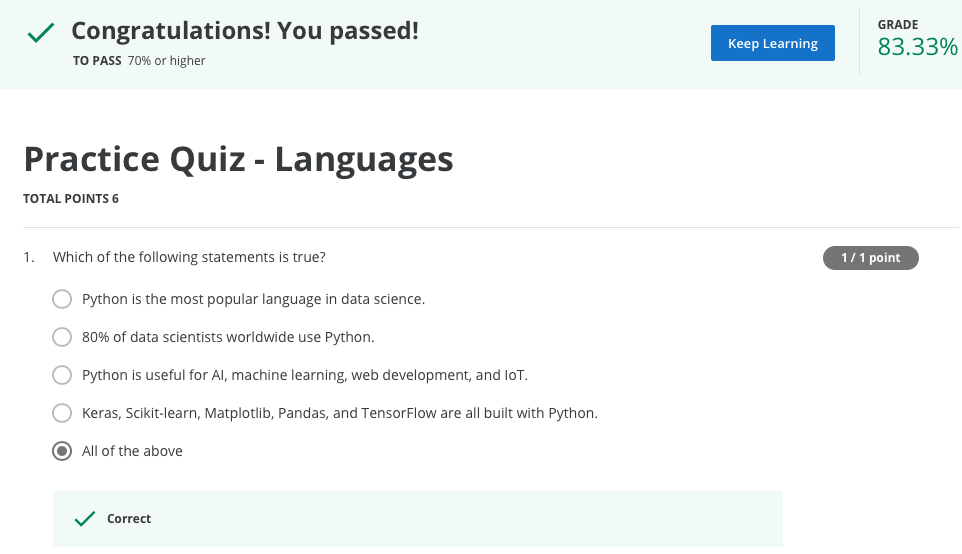 Congratulations! You passed!
TO PASS 70% or higher
Keep Learning
GRADE
83.33%
Practice Quiz - Languages
TOTAL POINTS 6
1. Which of the following statements is true?
1 / 1 point
Python is the most popular language in data science.
80% of data scientists worldwide use Python.
Python is useful for AI, machine learning, web development, and IoT.
Keras, Scikit-learn, Matplotlib, Pandas, and TensorFlow are all built with Python.
All of the above
Correct